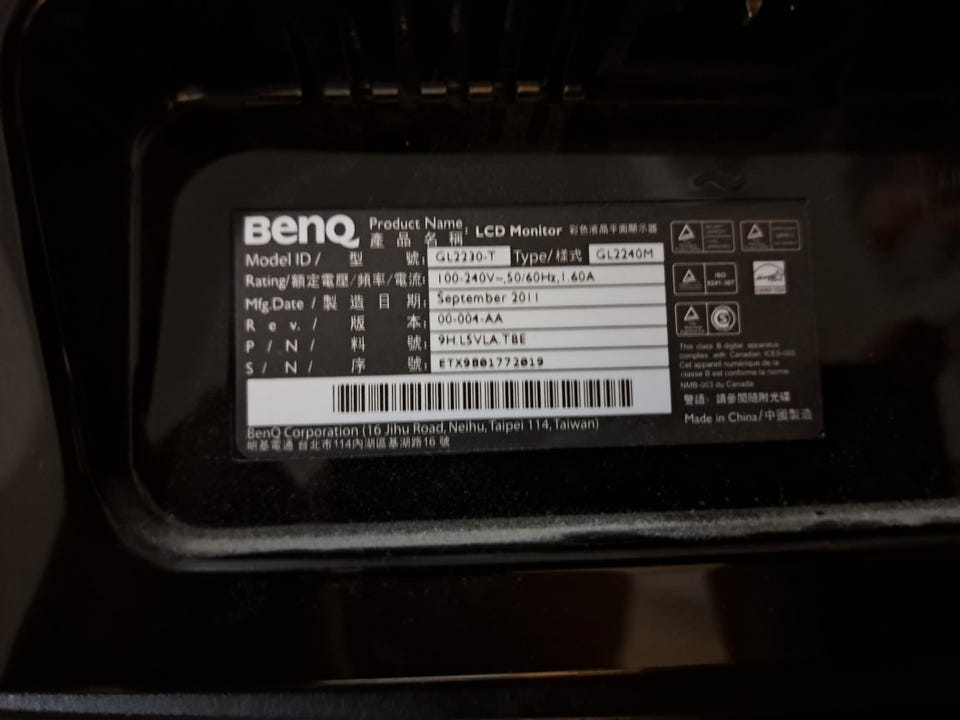 BenQ
Product Name
產品名稱: LCD Monitor 彩色液晶平面顯示器
Model ID / 型號: GL2230-T Type/樣式 GL2240M
Rating/額定電壓/頻率/電流: 100-240V~,50/60Hz,1.60A
Mfg.Date / 製造日期: September 2011
Rev. / 版本: 00-004-AA
P/N/ 料號: 9H.L5VLA.TBE
S/N/ 序號: ETX9B01772019
BenQ Corporation (16 Jihu Road, Neihu, Taipei 114, Taiwan)
明基電通 台北市114內湖區基湖路16號
ISO
This class B digital apparatus
complies with Canadian ICES-003
Cet appareil numérique de la
classe B est conforme la norme
NMB-003 du Canada
警語: 請參閱隨附光碟
Made in China/中國製造